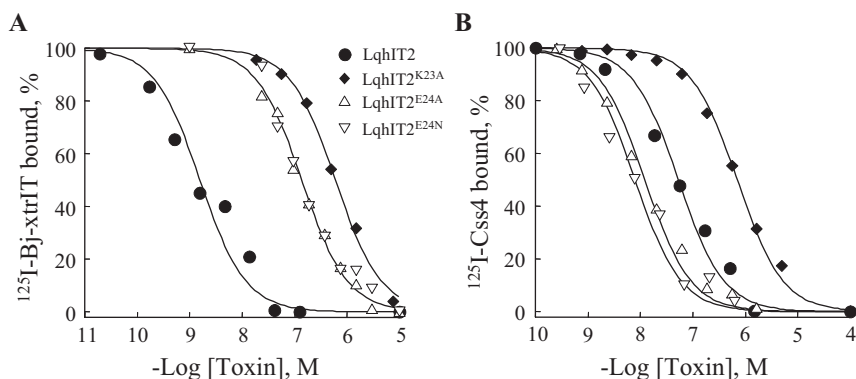 A
B
100
80
60
40
20
0
¹²⁵I-Bj-xtrIT bound, %
11 10 9 8 7 6 5
-Log [Toxin], M
LqhIT2
LqhIT2ᴷ²³ᴬ
LqhIT2ᴱ²⁴ᴬ
LqhIT2ᴱ²⁴ᴺ
100
80
60
40
20
0
¹²⁵I-Css4 bound, %
10 9 8 7 6 5 4
-Log [Toxin], M